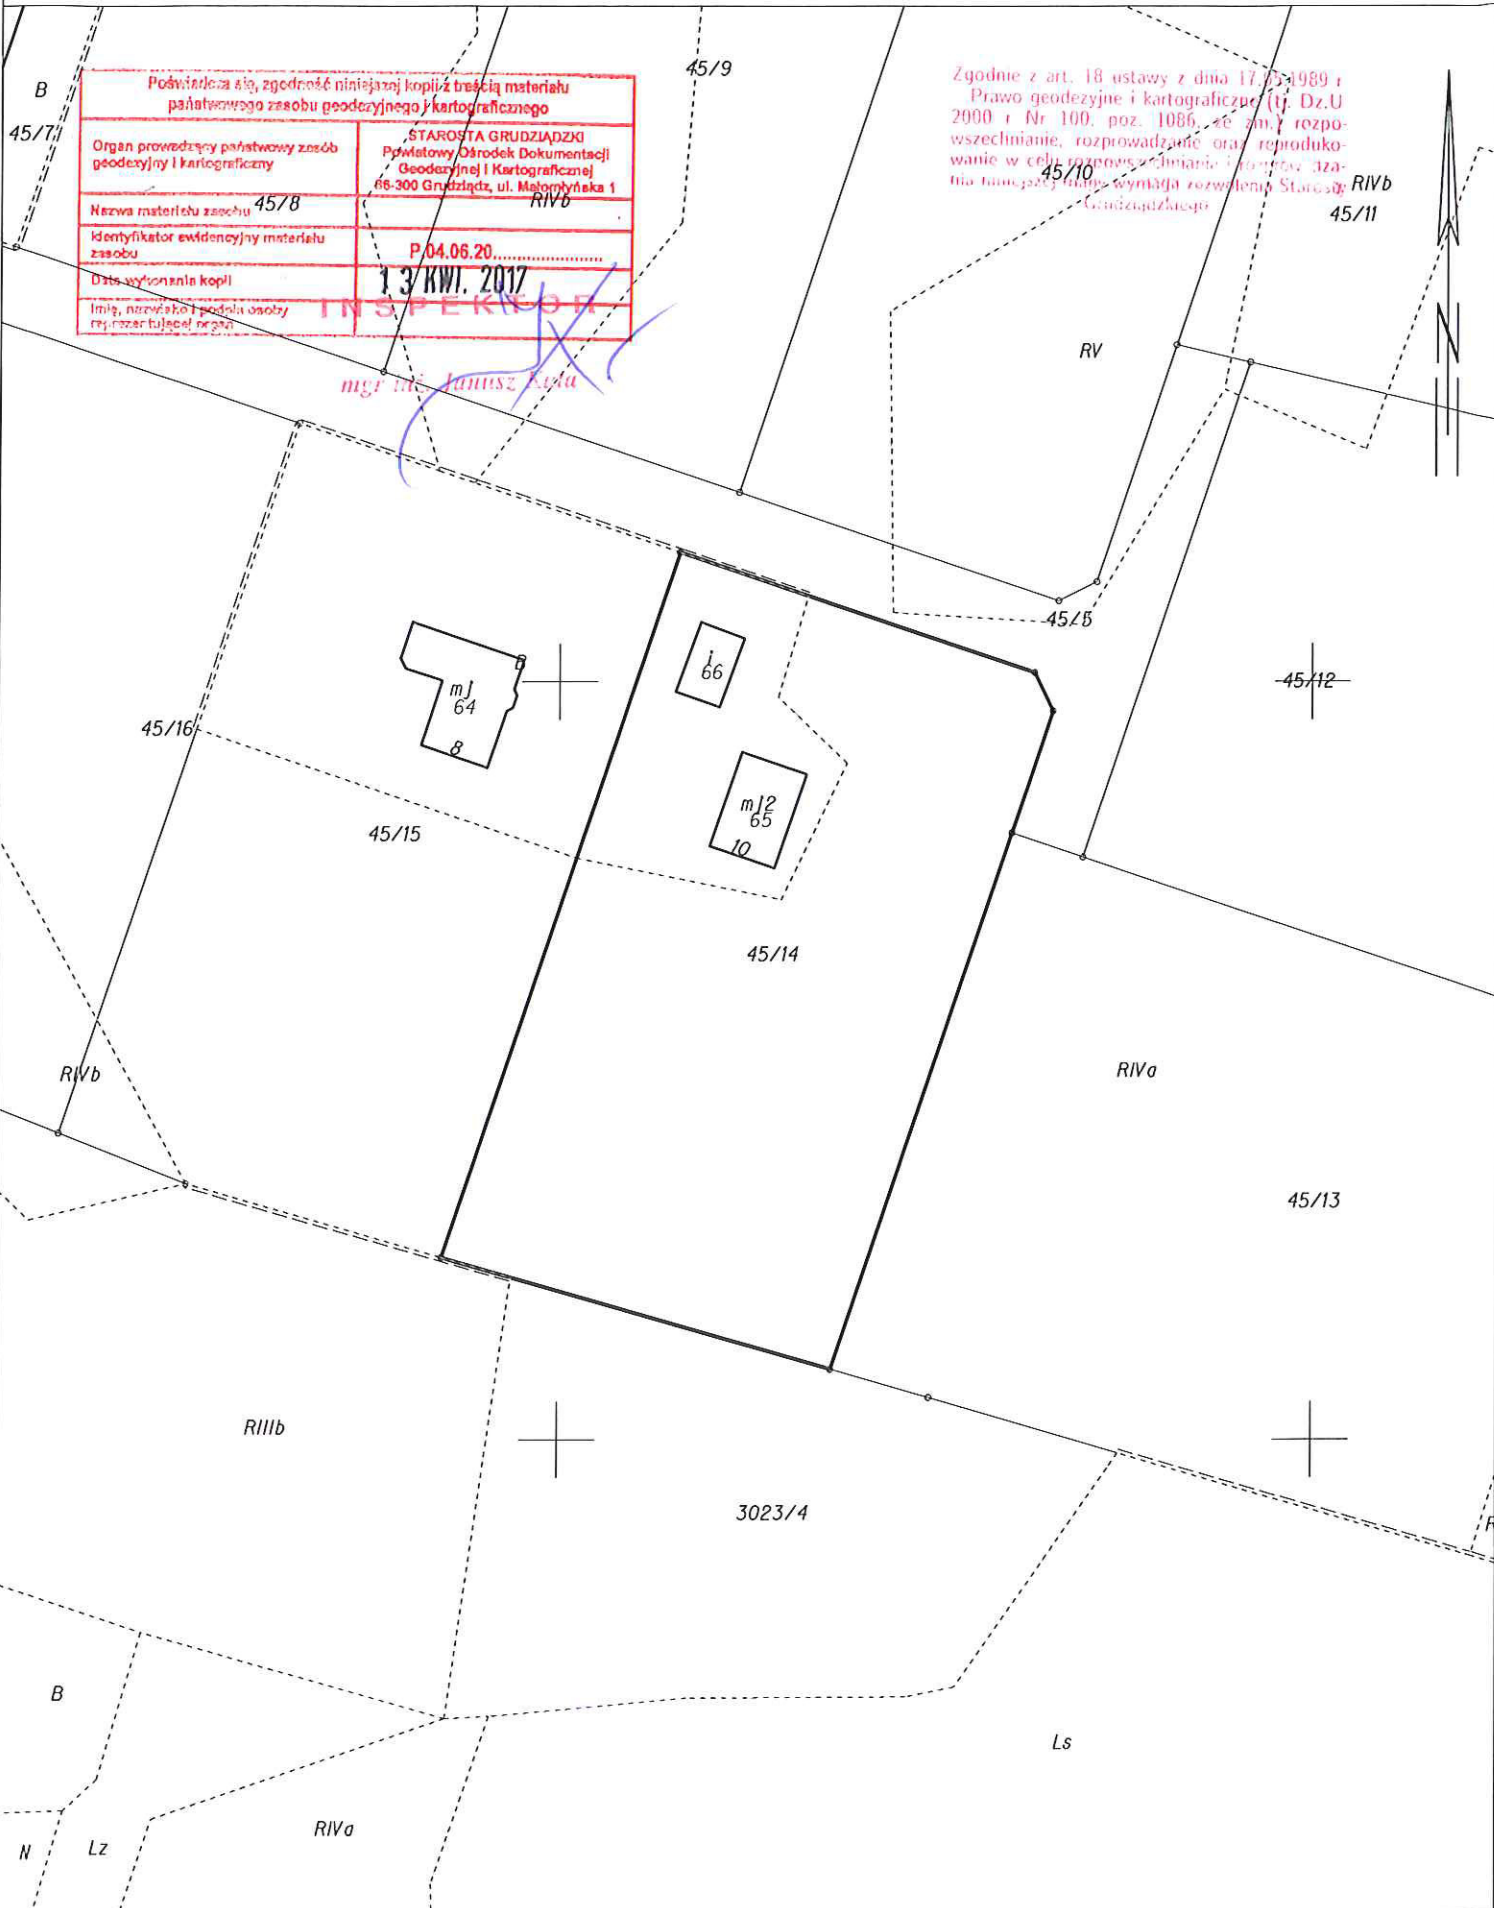 B
45/7
Poświadcza się, zgodność niniejszej kopii z treścią materiału
państwowego zasobu geodezyjnego i kartograficznego
Organ prowadzący państwowy zasób
geodezyjny i kartograficzny
STAROSTA GRUDZIĄDZKI
Powiatowy Ośrodek Dokumentacji
Geodezyjnej i Kartograficznej
86-300 Grudziądz, ul. Małomłyńska 1
Nazwa materiału zasobu
45/8
RIVb
Identyfikator ewidencyjny materiału
zasobu
P.04.06.20......................
Data wykonania kopii
13 KWI. 2017
Imię, nazwisko i podpis osoby
reprezentującej organ
INSPEKTOR
mgr inż. Janusz
45/9
Zgodnie z art. 18 ustawy z dnia 17.05.1989 r
Prawo geodezyjne i kartograficzne (tj. Dz.U
2000 r Nr 100, poz. 1086, ze zm.) rozpo-
wszechnianie, rozprowadzanie oraz reproduko-
wanie w celu rozpowszechniania i
wymaga zezwolenia Starosty
Grudziądzkiego
45/10
RIVb
45/11
N
RV
45/5
45/12
B
mj
64
8
i
66
mj2
65
10
45/16
45/15
45/14
RIVb
RIVa
45/13
RIIIb
3023/4
R
B
Ls
RIVa
N
Lz